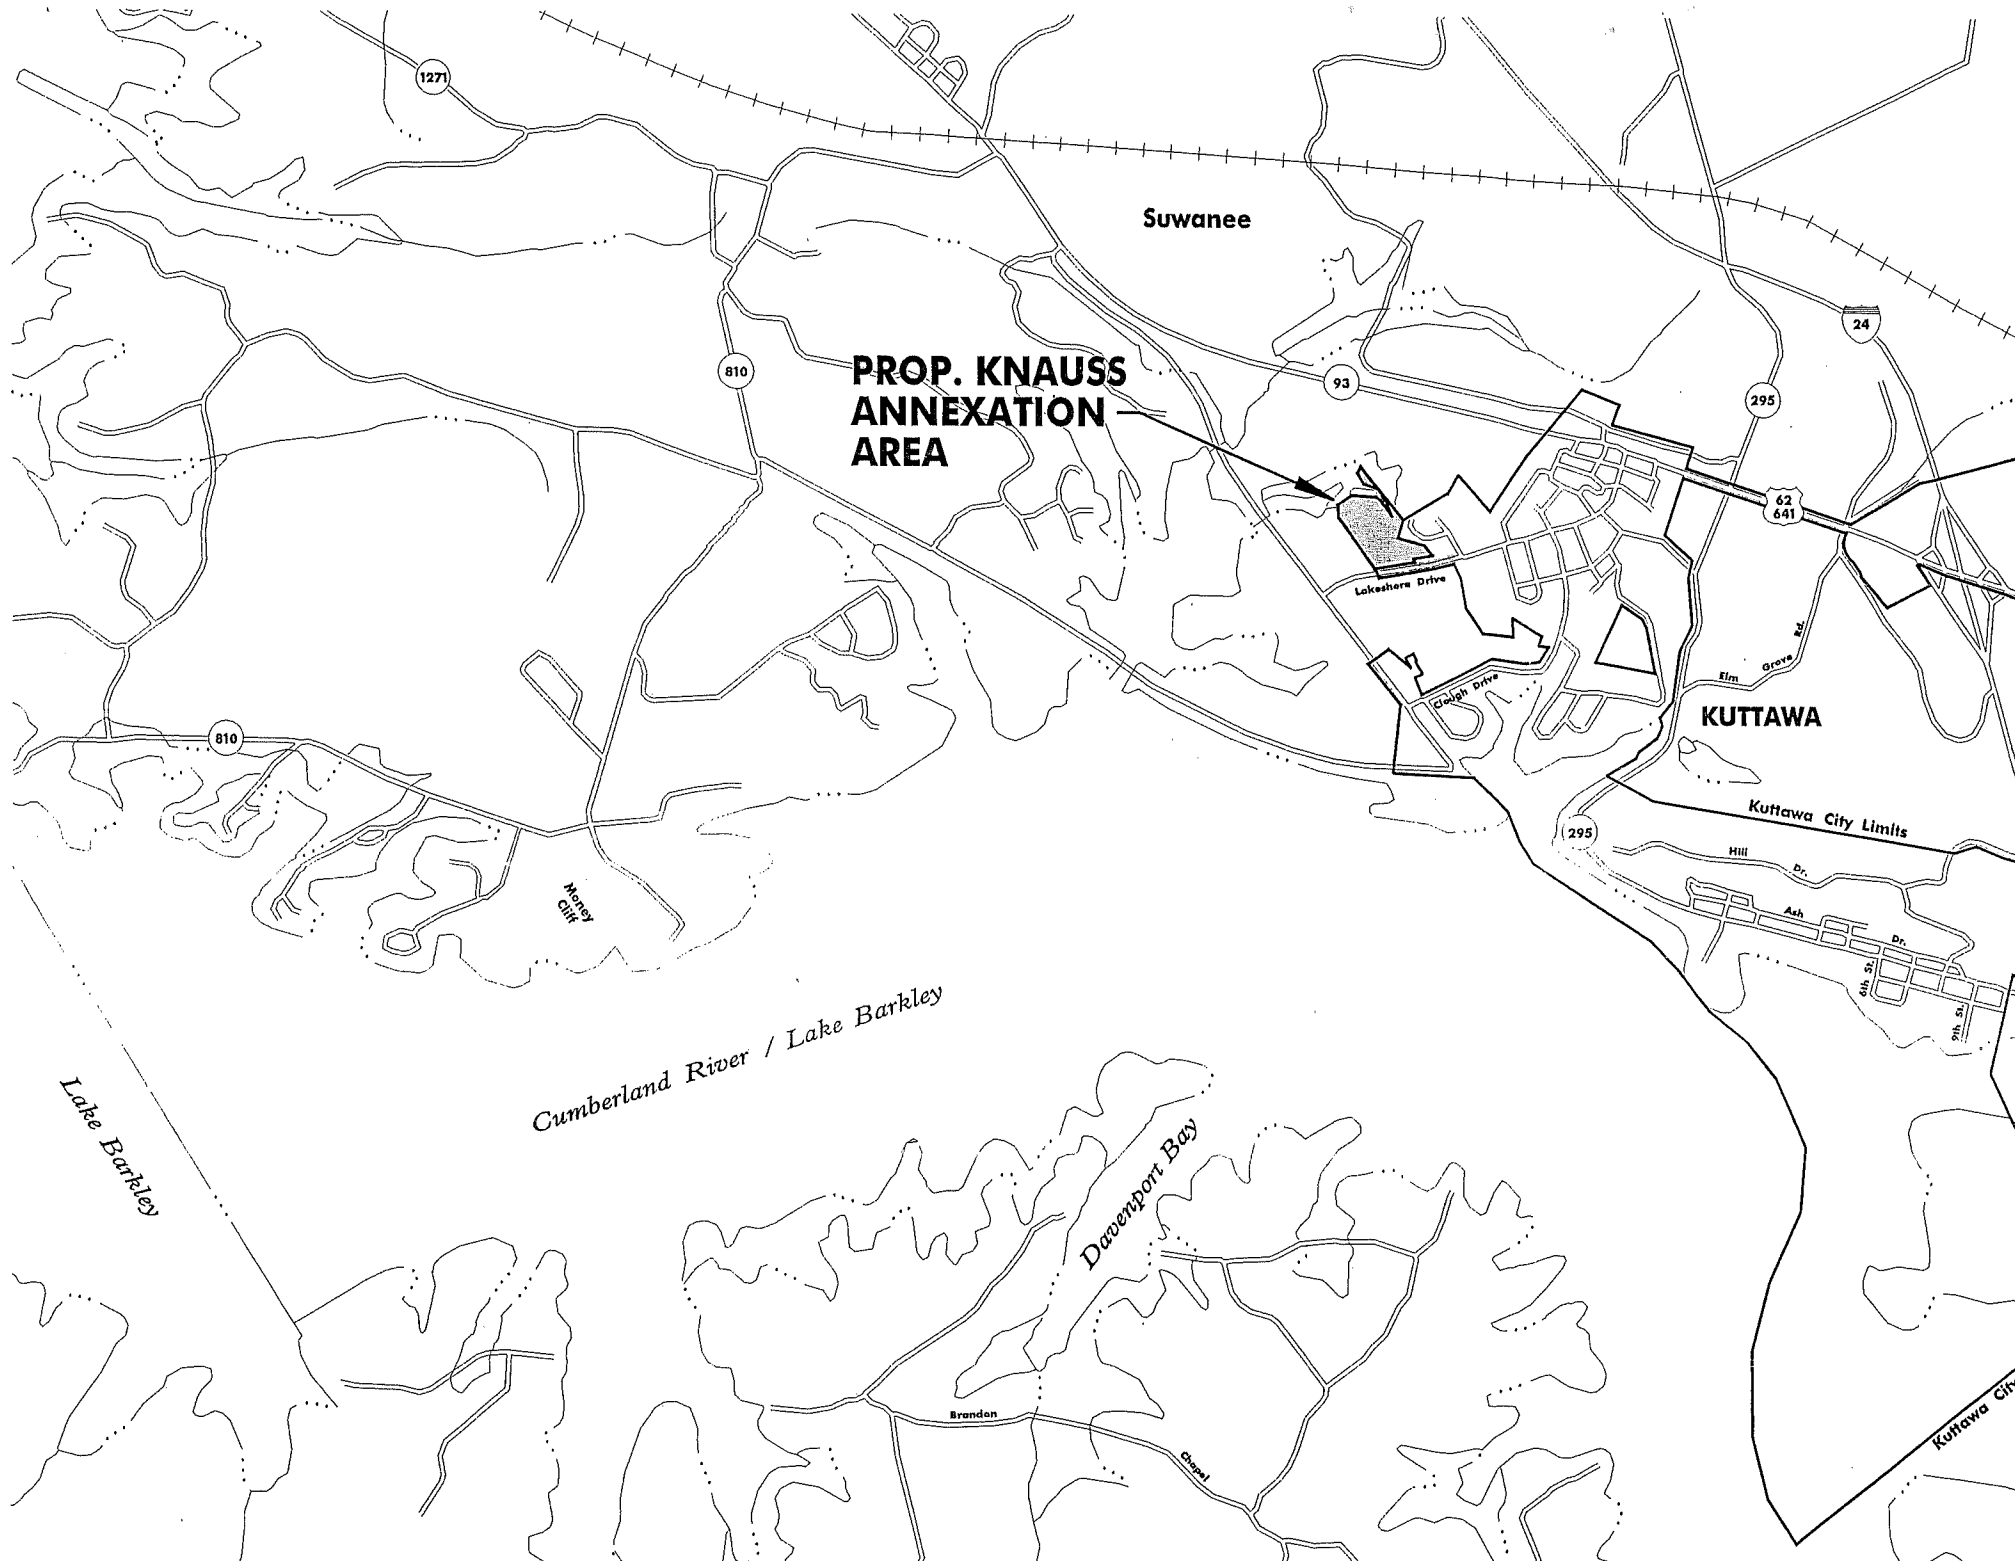 1271
Suwanee
24
PROP. KNAUSS
ANNEXATION
AREA
810
93
295
62
641
Lakeshore Drive
Elm Grove Rd.
Clough Drive
KUTTAWA
810
Kuttawa City Limits
295
Hill Dr.
Money
Cliff
Ash Dr.
6th St.
9th St.
Cumberland River / Lake Barkley
Lake Barkley
Davenport Bay
Brandon Chapel
Kuttawa City